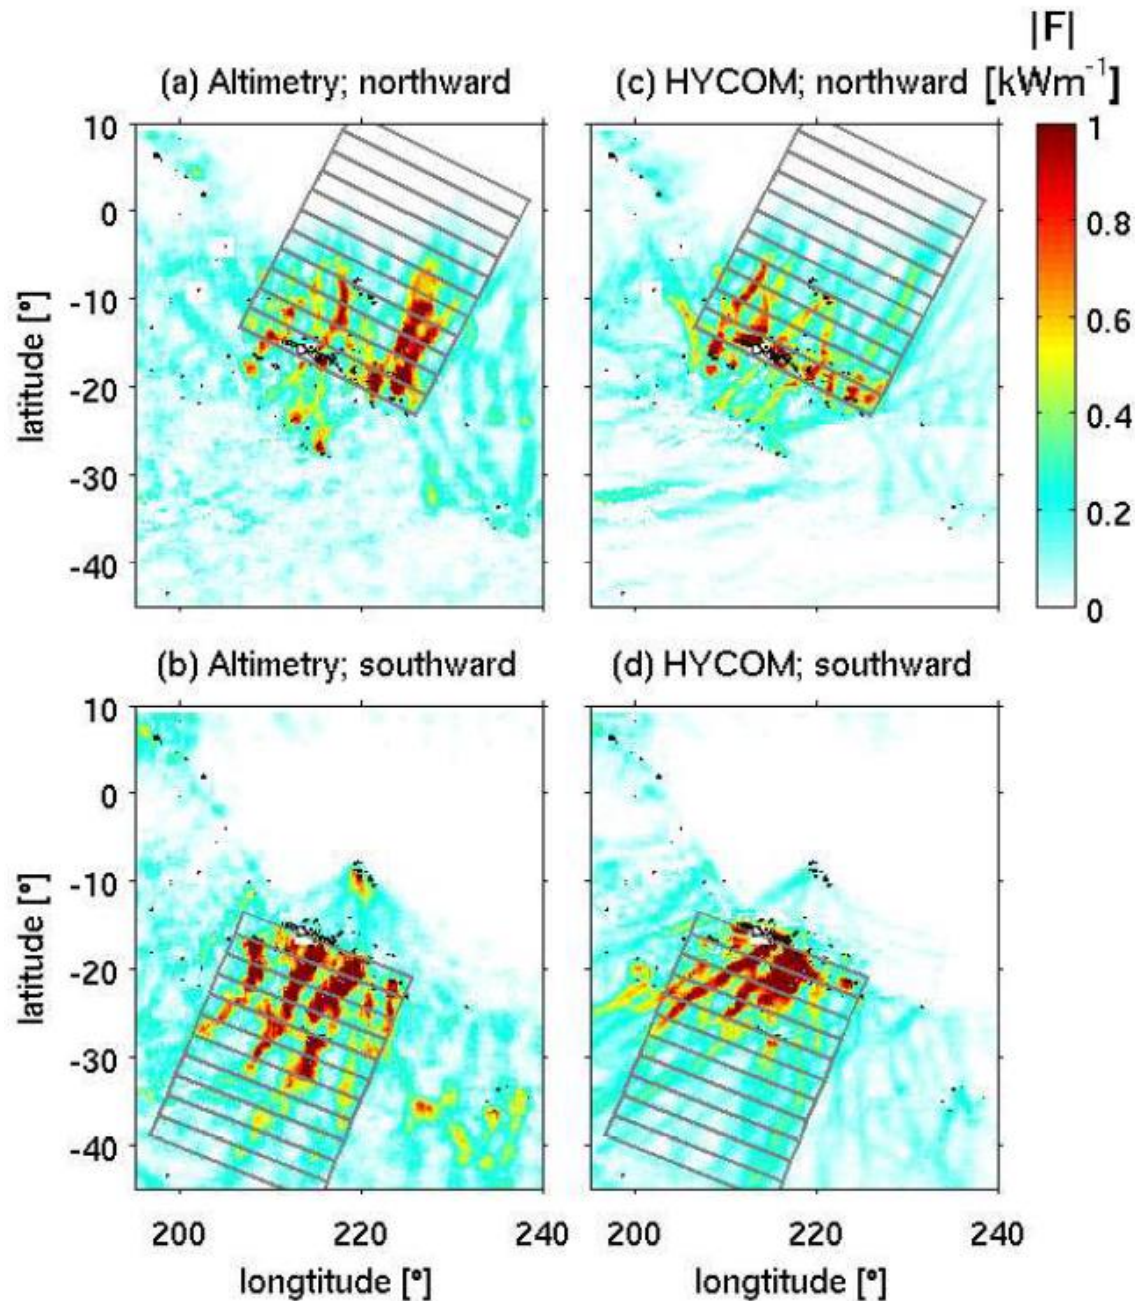 |F|
(a) Altimetry; northward
(c) HYCOM; northward
[kWm⁻¹]
10
0
-10
-20
-30
-40
latitude [°]
1
0.8
0.6
0.4
0.2
0
(b) Altimetry; southward
(d) HYCOM; southward
10
0
-10
-20
-30
-40
latitude [°]
200
220
240
200
220
240
longtitude [°]
longtitude [°]